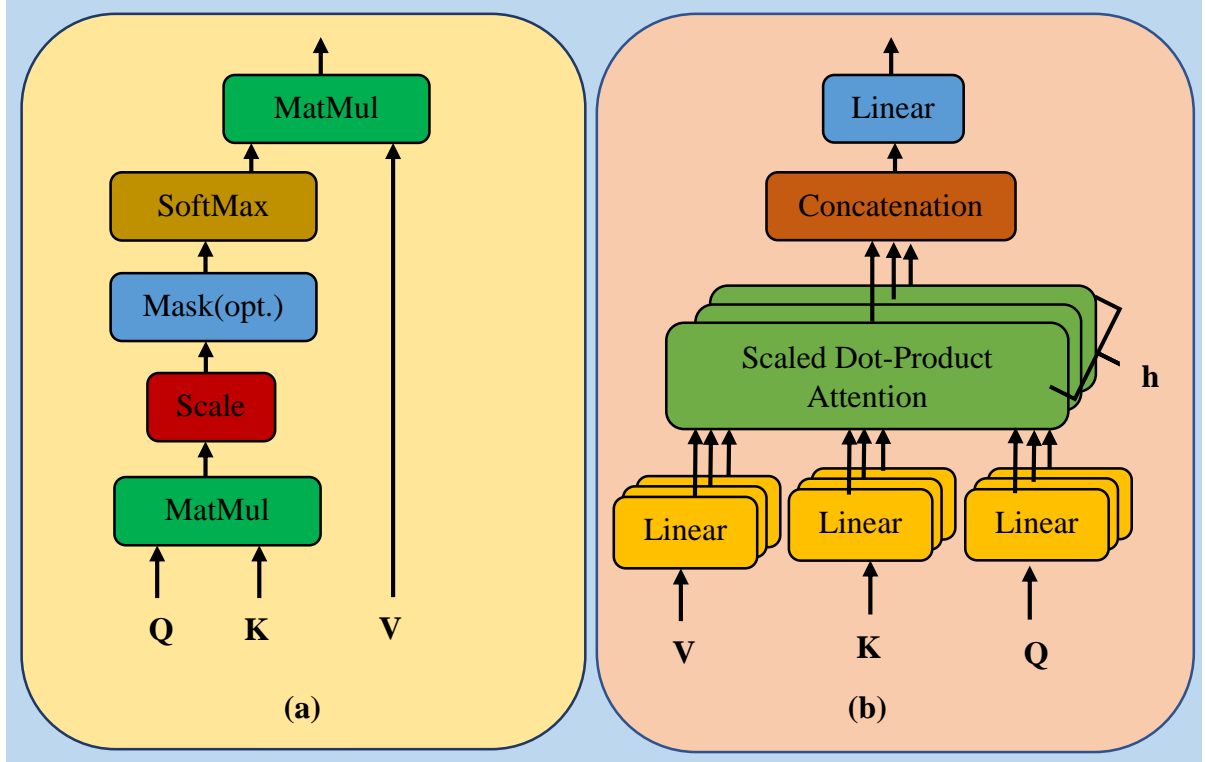 MatMul
SoftMax
Mask(opt.)
Scale
MatMul
Q K V
(a)
Linear
Concatenation
Scaled Dot-Product
Attention
h
Linear Linear Linear
V K Q
(b)